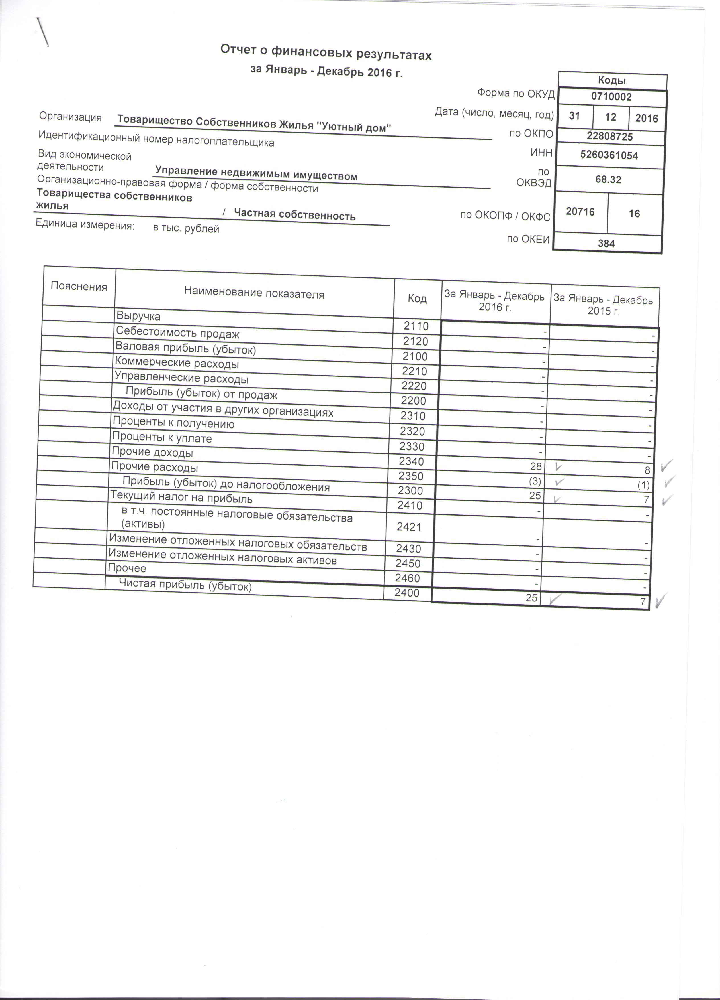 Отчет о финансовых результатах
за Январь - Декабрь 2016 г.
Коды
Форма по ОКУД 0710002
Дата (число, месяц, год) 31 12 2016
Организация Товарищество Собственников Жилья "Уютный дом" по ОКПО 22808725
Идентификационный номер налогоплательщика ИНН 5260361054
Вид экономической
деятельности Управление недвижимым имуществом по
ОКВЭД 68.32
Организационно-правовая форма / форма собственности
Товарищества собственников
жилья / Частная собственность по ОКОПФ / ОКФС 20716 16
Единица измерения: в тыс. рублей по ОКЕИ 384
Пояснения Наименование показателя Код За Январь - Декабрь 2016 г. За Январь - Декабрь 2015 г.
Выручка 2110 - -
Себестоимость продаж 2120 - -
Валовая прибыль (убыток) 2100 - -
Коммерческие расходы 2210 - -
Управленческие расходы 2220 - -
Прибыль (убыток) от продаж 2200 - -
Доходы от участия в других организациях 2310 - -
Проценты к получению 2320 - -
Проценты к уплате 2330 - -
Прочие доходы 2340 28 8
Прочие расходы 2350 (3) (1)
Прибыль (убыток) до налогообложения 2300 25 7
Текущий налог на прибыль 2410 - -
в т.ч. постоянные налоговые обязательства
(активы) 2421 - -
Изменение отложенных налоговых обязательств 2430 - -
Изменение отложенных налоговых активов 2450 - -
Прочее 2460 - -
Чистая прибыль (убыток) 2400 25 7